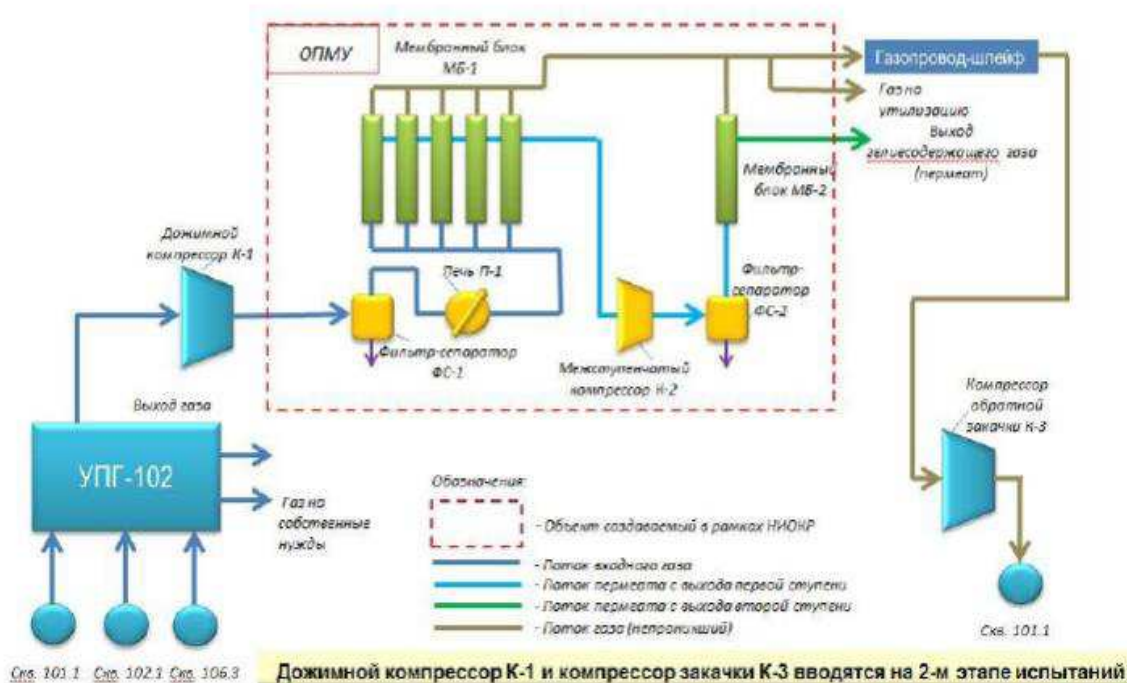 ОПМУ
Мембранный блок
МБ-1
Газопровод-шлейф
Газ на
утилизацию
Выход
гелиесодержащего газа
(пермеат)
Мембранный
блок МБ-2
Дожимной
компрессор К-1
Печь П-1
Фильтр-
сепаратор
ФС-2
Фильтр-сепаратор
ФС-1
Межступенчатый
компрессор К-2
Компрессор
обратной
закачки К-3
Выход газа
УПГ-102
Газ на
собственные
нужды
Обозначения:
- Объект создаваемый в рамках НИОКР
- Поток входного газа
- Поток пермеата с выхода первой ступени
- Поток пермеата с выхода второй ступени
- Поток газа (непроникший)
Скв. 101.1
Скв. 101.1 Скв. 102.1 Скв. 106.3
Дожимной компрессор К-1 и компрессор закачки К-3 вводятся на 2-м этапе испытаний